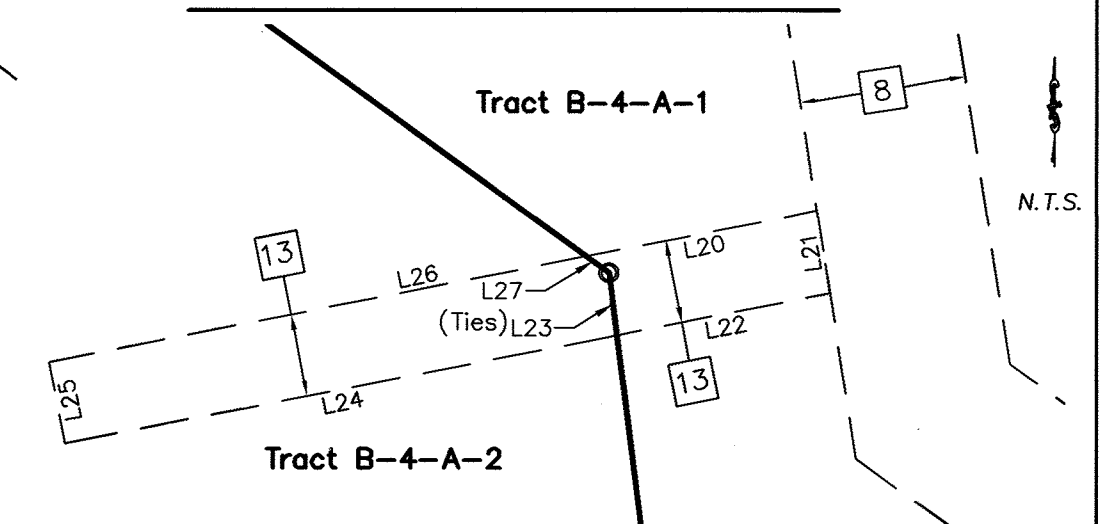 Tract B-4-A-1
8
N.T.S.
13
L20
L21
L26
L27
(Ties) L23
L22
13
L25
L24
Tract B-4-A-2